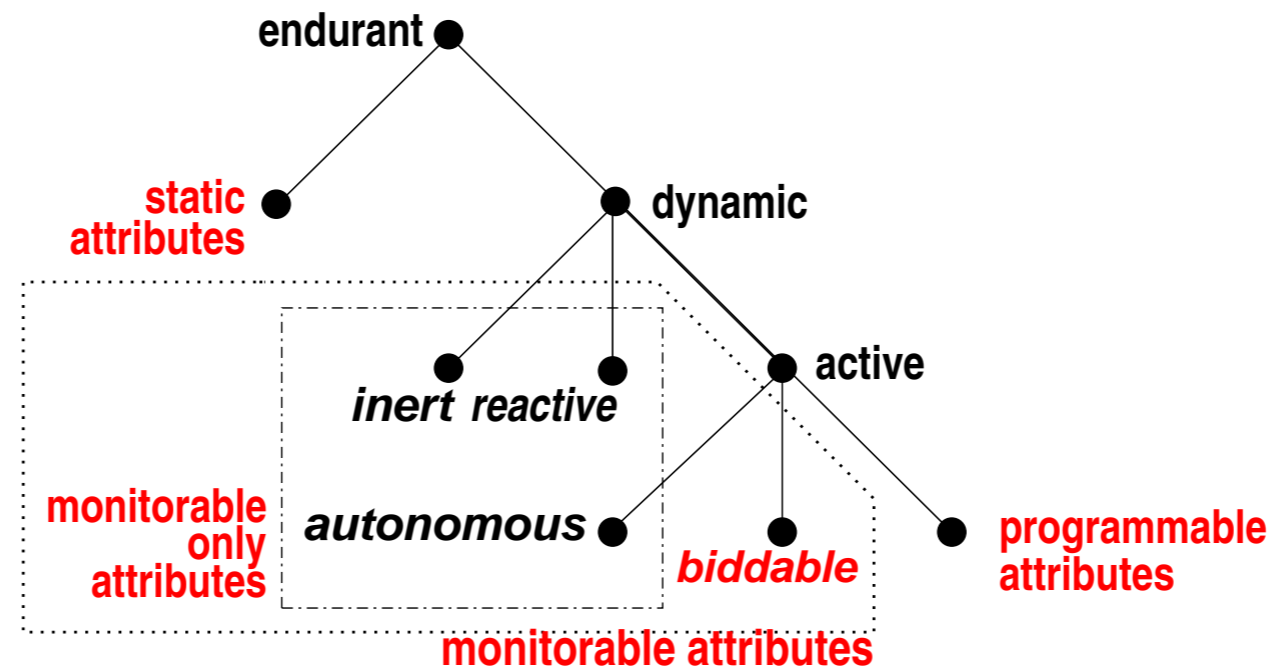 endurant
static
attributes
dynamic
active
inert reactive
monitorable
only
attributes
autonomous
biddable
programmable
attributes
monitorable attributes